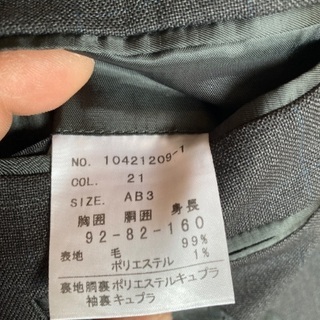 NO. 10421209-1
COL. 21
SIZE. AB3
胸囲 胴囲 身長
92-82-160
表地 毛 99%
ポリエステル 1%
裏地胴裏ポリエステルキュプラ
袖裏キュプラ